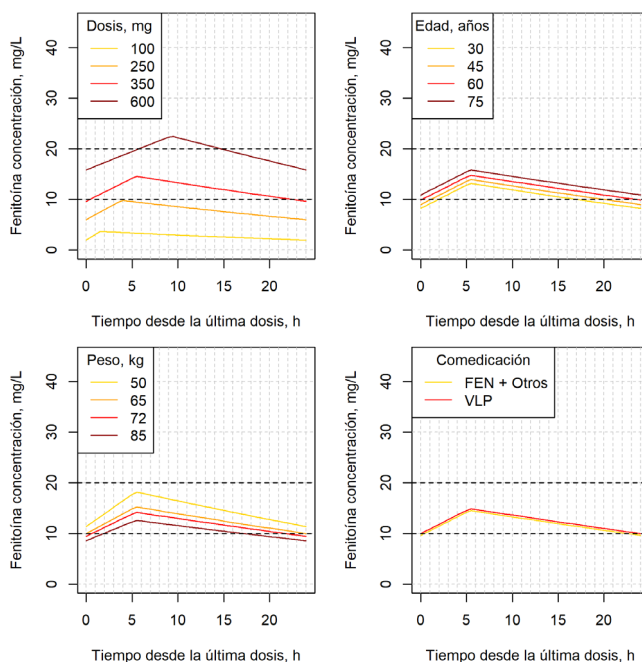 Dosis, mg
100
250
350
600
Fenitoína concentración, mg/L
0 10 20 30 40
0 5 10 15 20
Tiempo desde la última dosis, h
Edad, años
30
45
60
75
Fenitoína concentración, mg/L
0 10 20 30 40
0 5 10 15 20
Tiempo desde la última dosis, h
Peso, kg
50
65
72
85
Fenitoína concentración, mg/L
0 10 20 30 40
0 5 10 15 20
Tiempo desde la última dosis, h
Comedicación
FEN + Otros
VLP
Fenitoína concentración, mg/L
0 10 20 30 40
0 5 10 15 20
Tiempo desde la última dosis, h